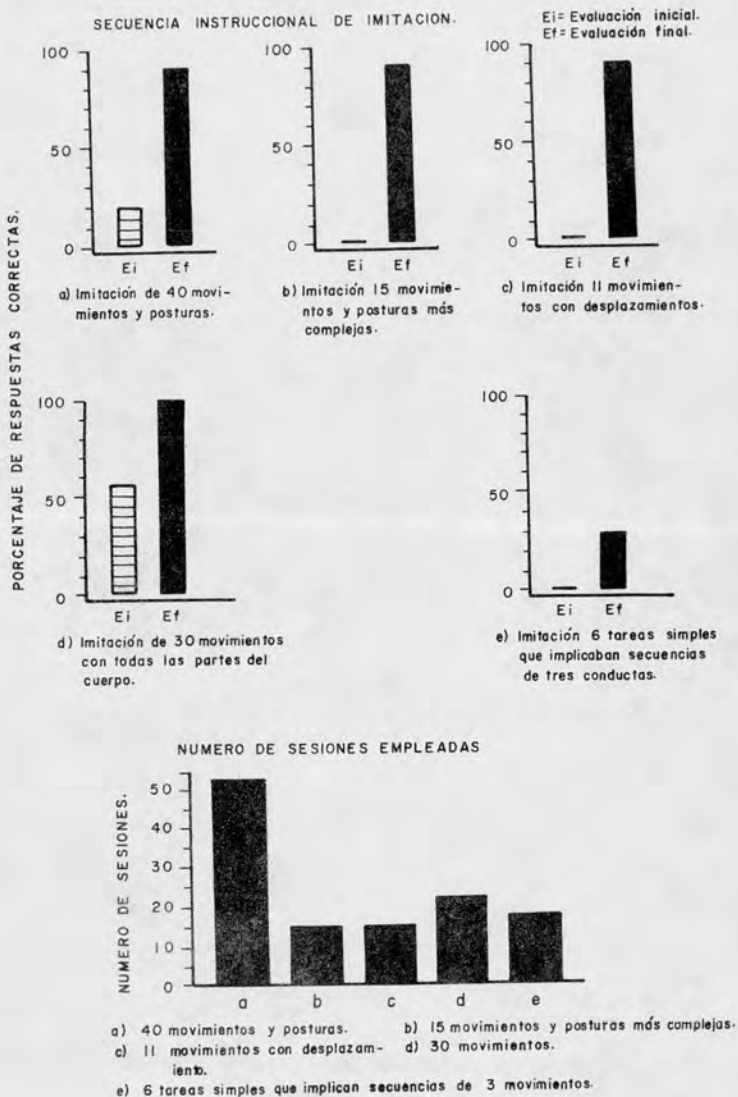 SECUENCIA INSTRUCCIONAL DE IMITACION.
Ei= Evaluación inicial.
Ef= Evaluación final.
PORCENTAJE DE RESPUESTAS CORRECTAS.
100
50
0
Ei Ef
a) Imitación de 40 movi-
mientos y posturas.
100
50
0
Ei Ef
b) Imitación 15 movimie-
ntos y posturas más
complejas.
100
50
0
Ei Ef
c) Imitación 11 movimien-
tos con desplazamientos.
100
50
0
Ei Ef
d) Imitación de 30 movimientos
con todas las partes del
cuerpo.
100
50
0
Ei Ef
e) Imitación 6 tareas simples
que implicaban secuencias
de tres conductas.
NUMERO DE SESIONES EMPLEADAS
NUMERO DE SESIONES.
50
40
30
20
10
0
a b c d e
a) 40 movimientos y posturas. b) 15 movimientos y posturas más complejas.
c) 11 movimientos con desplazam- d) 30 movimientos.
iento.
e) 6 tareas simples que implican secuencias de 3 movimientos.